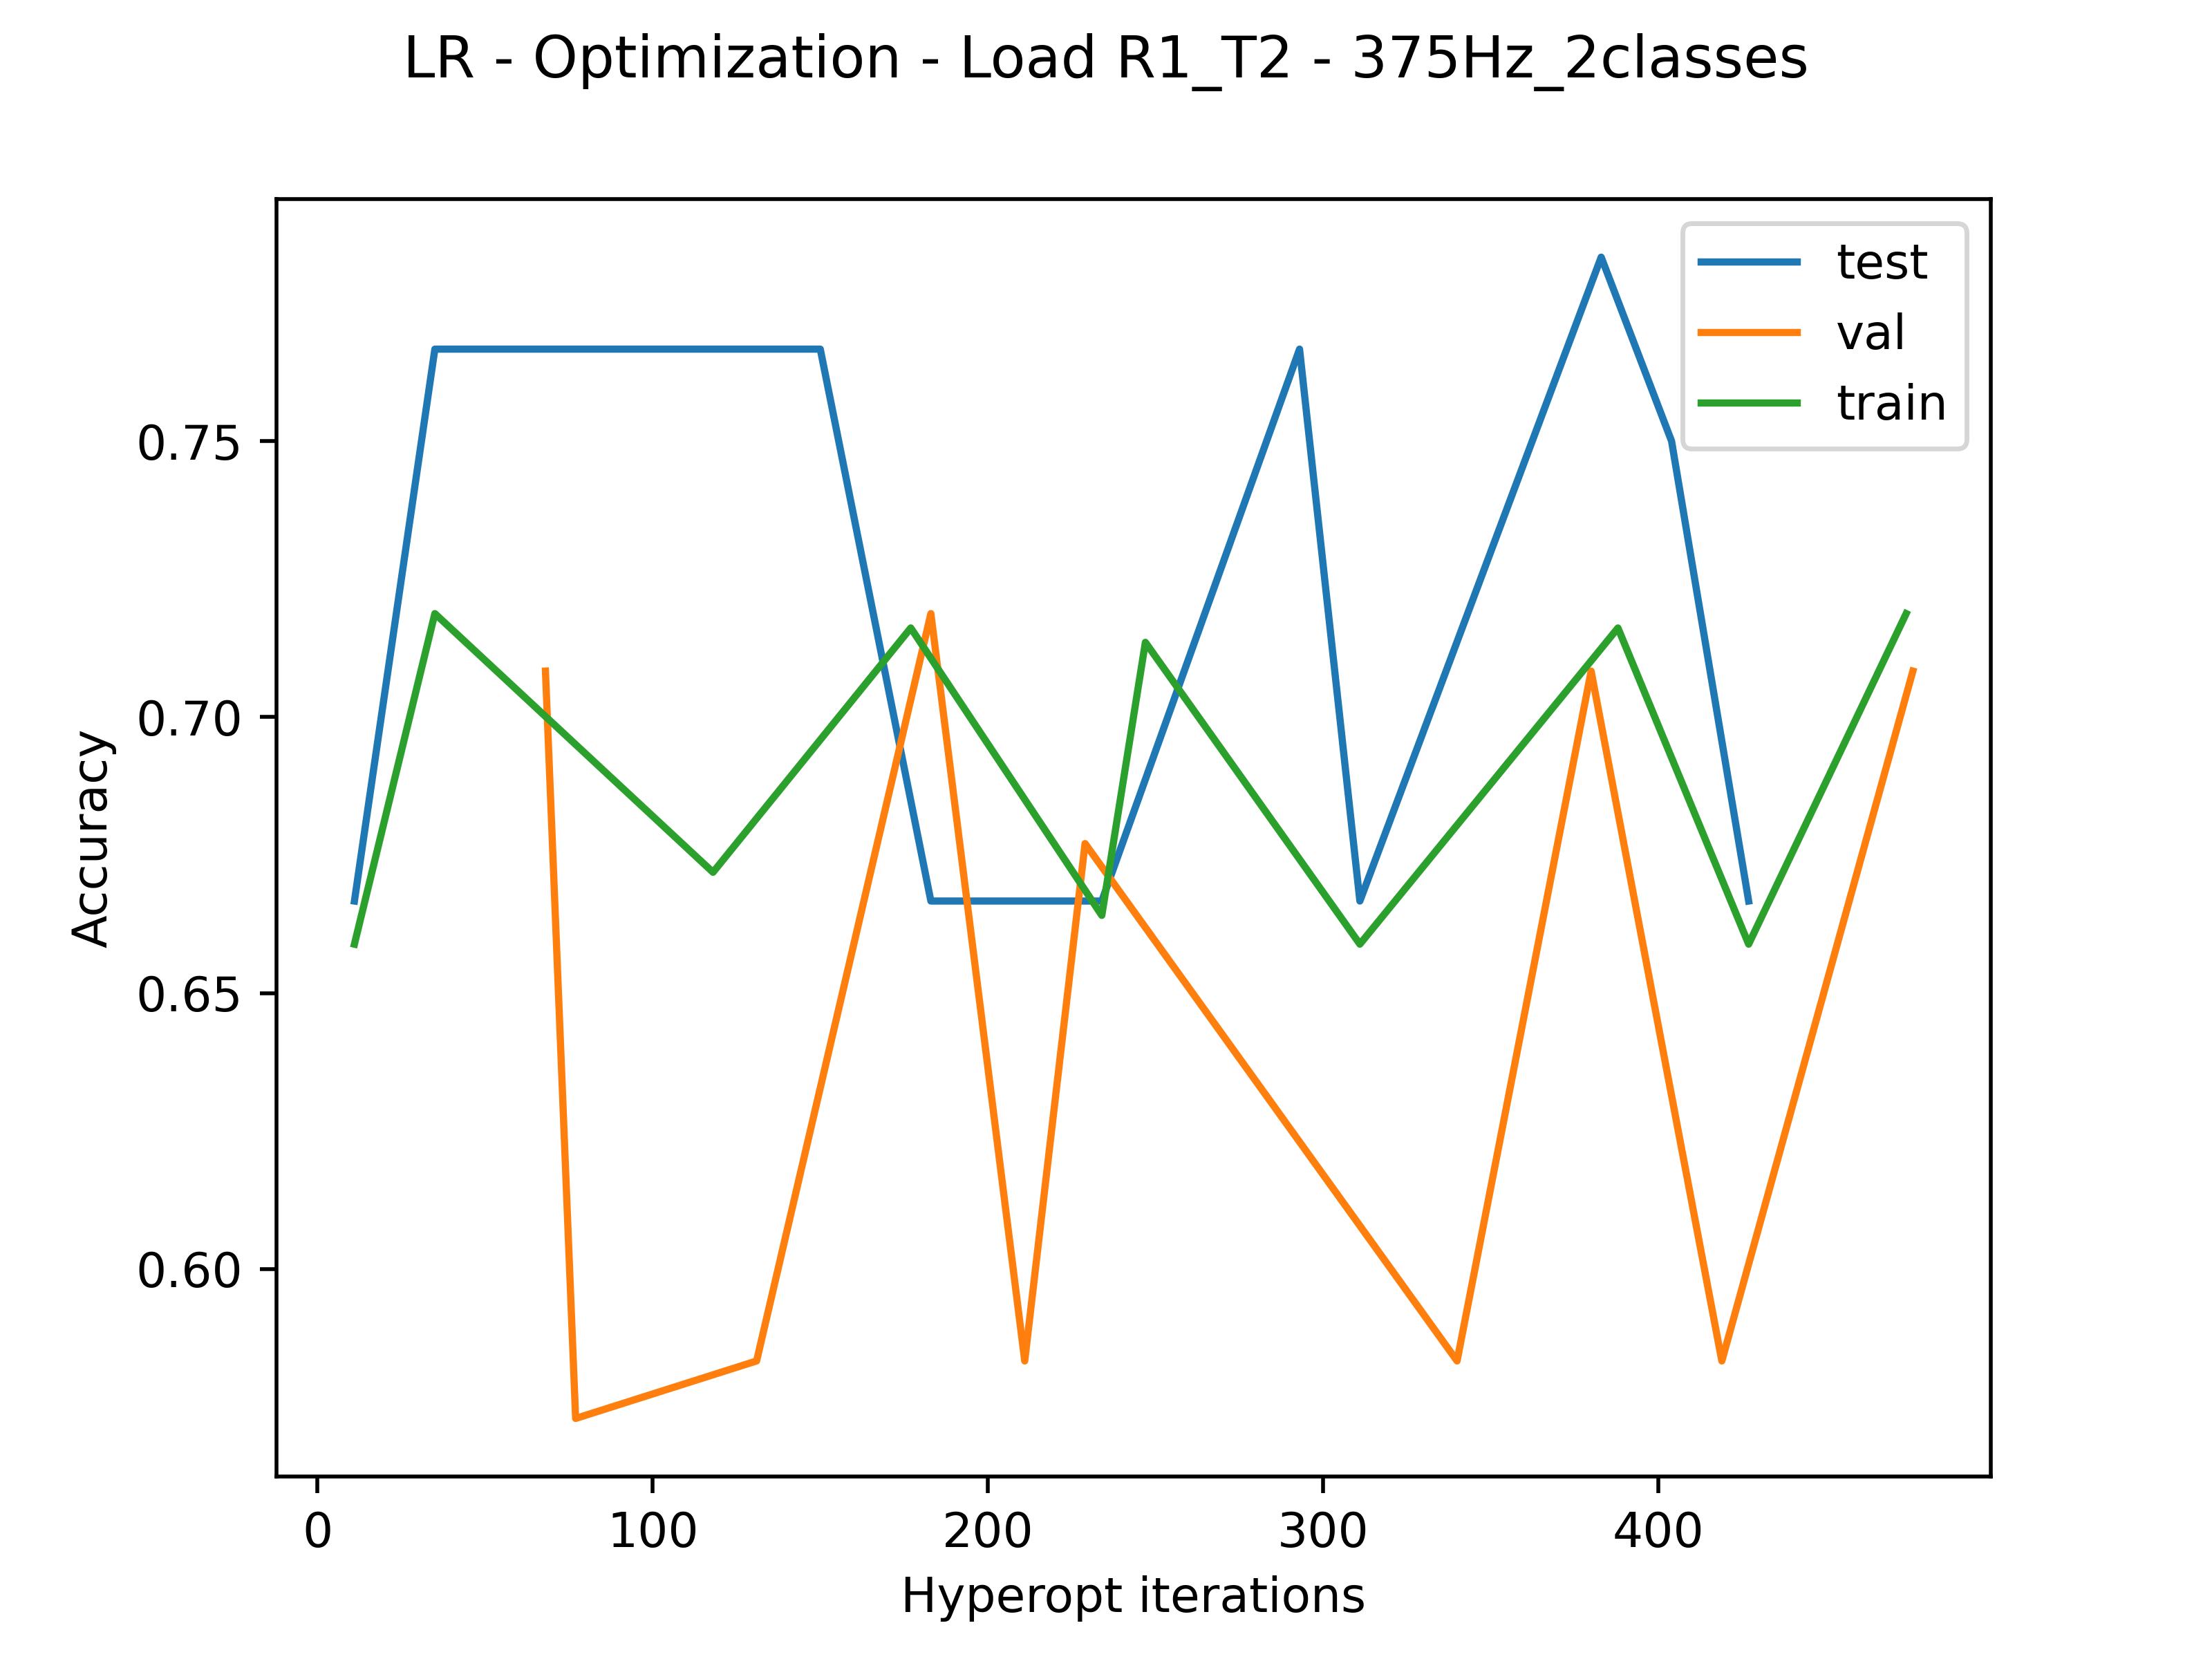 LR - Optimization - Load R1_T2 - 375Hz_2classes
test
val
train
0.75
0.70
0.65
0.60
Accuracy
0 100 200 300 400
Hyperopt iterations